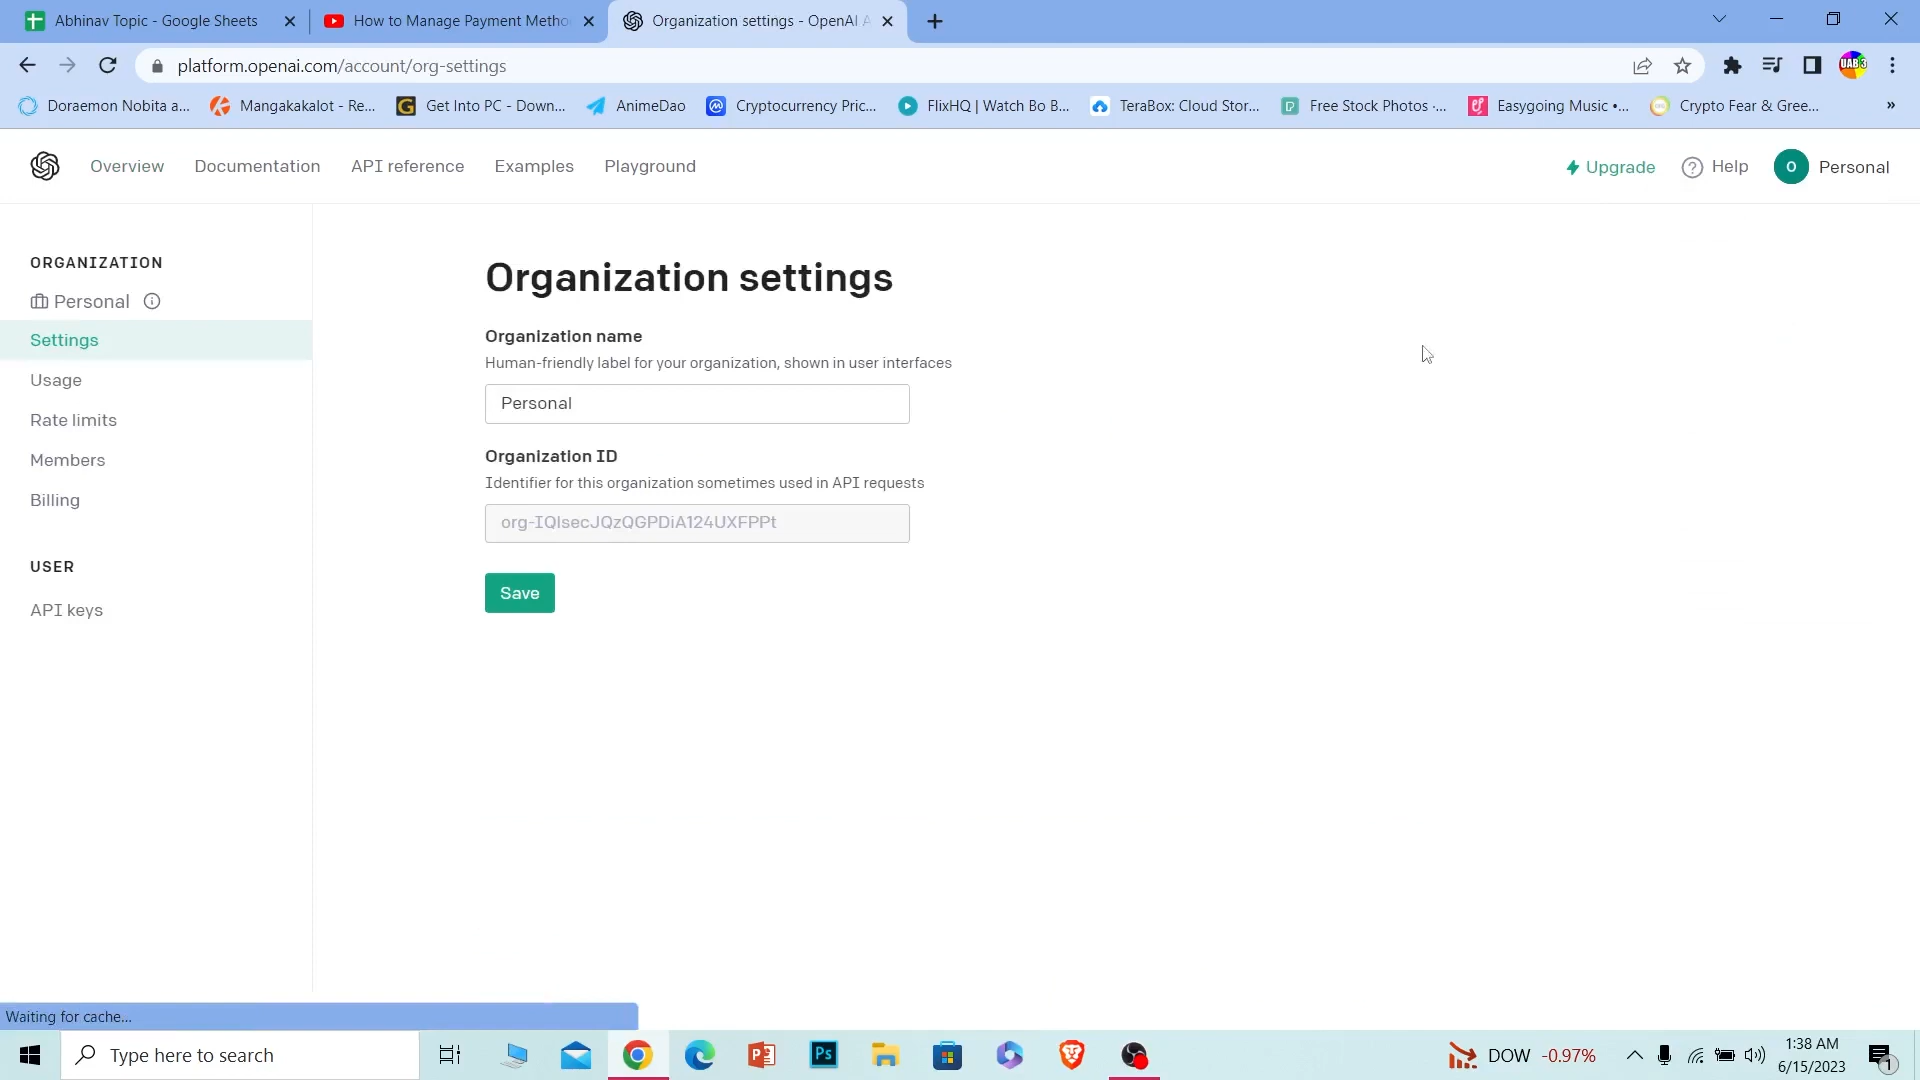 Abhinav Topic - Google Sheets
How to Manage Payment Metho
Organization settings - OpenAI A
platform.openai.com/account/org-settings
UAB 3
Doraemon Nobita a...
Mangakakalot - Re...
Get Into PC - Down...
AnimeDao
Cryptocurrency Pric...
FlixHQ | Watch Bo B...
TeraBox: Cloud Stor...
Free Stock Photos ·...
Easygoing Music •...
Crypto Fear & Gree...
»
Overview
Documentation
API reference
Examples
Playground
Upgrade
Help
O
Personal
ORGANIZATION
Personal
Settings
Usage
Rate limits
Members
Billing
USER
API keys
Organization settings
Organization name
Human-friendly label for your organization, shown in user interfaces
Personal
Organization ID
Identifier for this organization sometimes used in API requests
org-IQIsecJQzQGPDiA124UXFPPt
Save
Waiting for cache...
Type here to search
Ps
DOW -0.97%
1:38 AM
6/15/2023
1